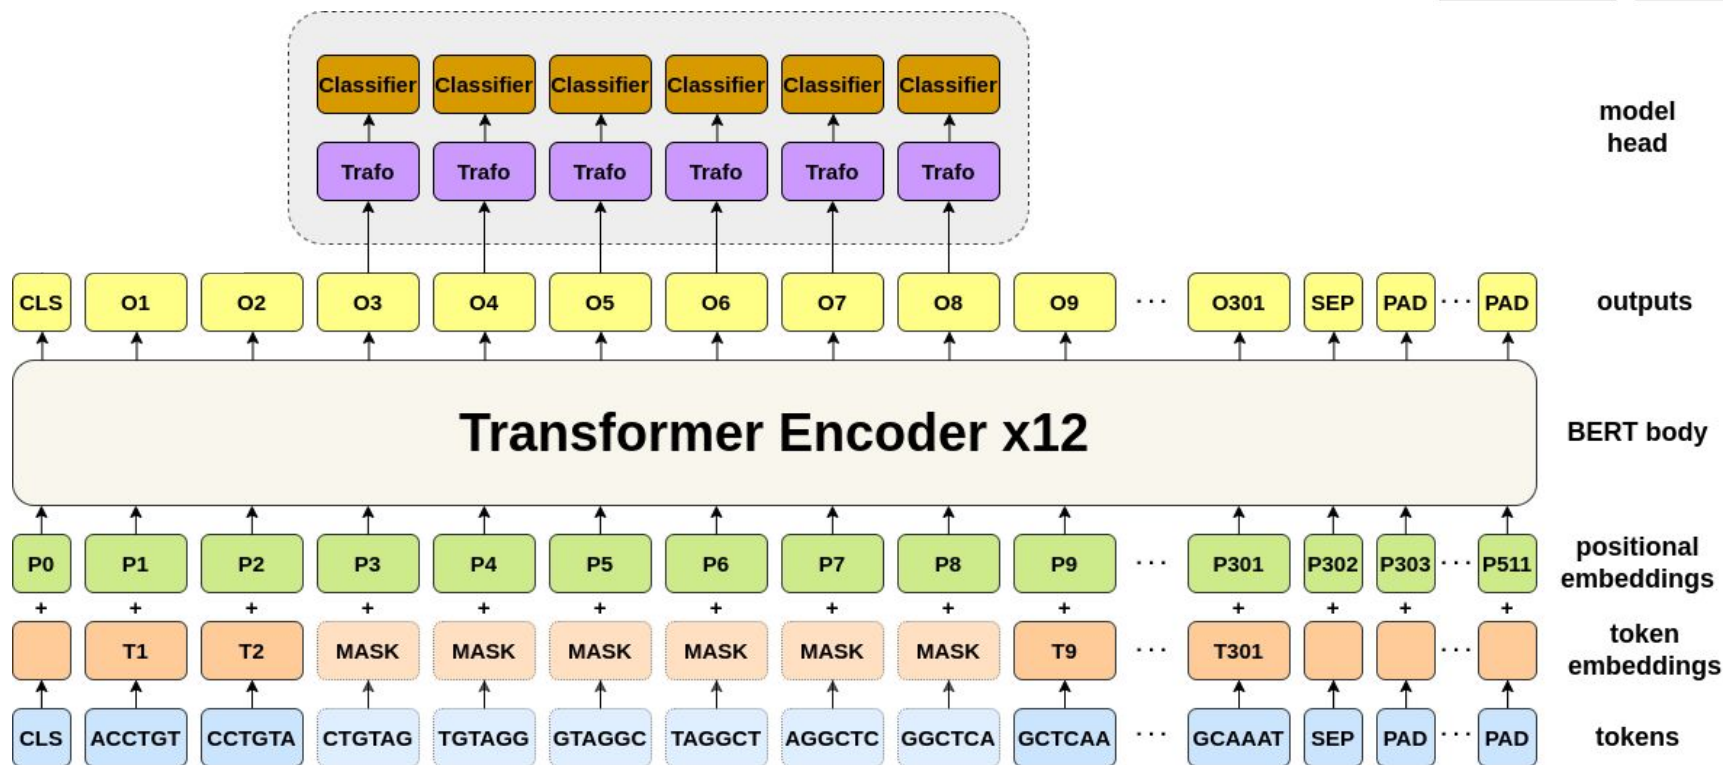 Classifier Classifier Classifier Classifier Classifier Classifier
model
head
Trafo Trafo Trafo Trafo Trafo Trafo
CLS O1 O2 O3 O4 O5 O6 O7 O8 O9 ... O301 SEP PAD ... PAD
outputs
Transformer Encoder x12
BERT body
P0 P1 P2 P3 P4 P5 P6 P7 P8 P9 ... P301 P302 P303 ... P511
positional
embeddings
+ + + + + + + + + + + + + +
T1 T2 MASK MASK MASK MASK MASK MASK T9 ... T301 ...
token
embeddings
CLS ACCTGT CCTGTA CTGTAG TGTAGG GTAGGC TAGGCT AGGCTC GGCTCA GCTCAA ... GCAAAT SEP PAD ... PAD
tokens